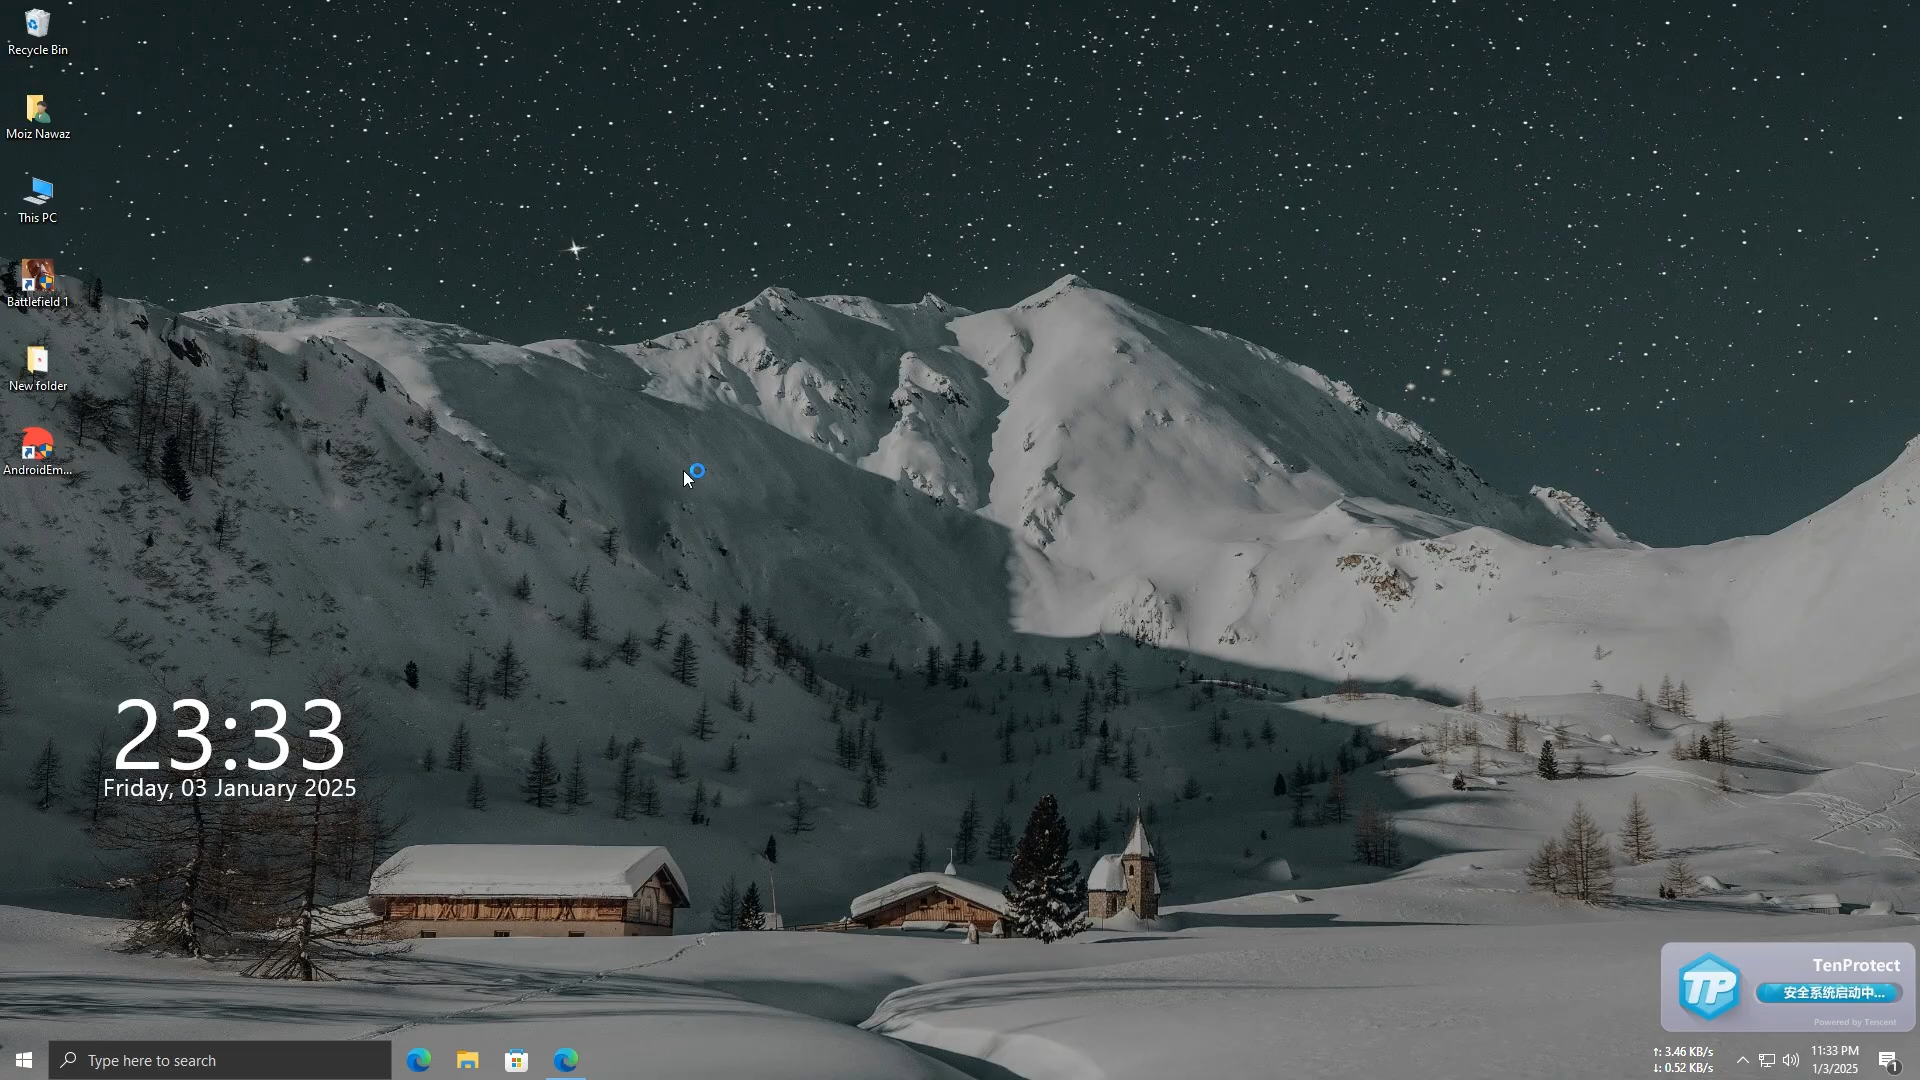 Recycle Bin
Moiz Nawaz
This PC
Battlefield 1
New folder
AndroidEm...
23:33
Friday, 03 January 2025
TP
TenProtect
安全系统启动中...
Powered by Tencent
Type here to search
↑: 3.46 KB/s
↓: 0.52 KB/s
11:33 PM
1/3/2025
1